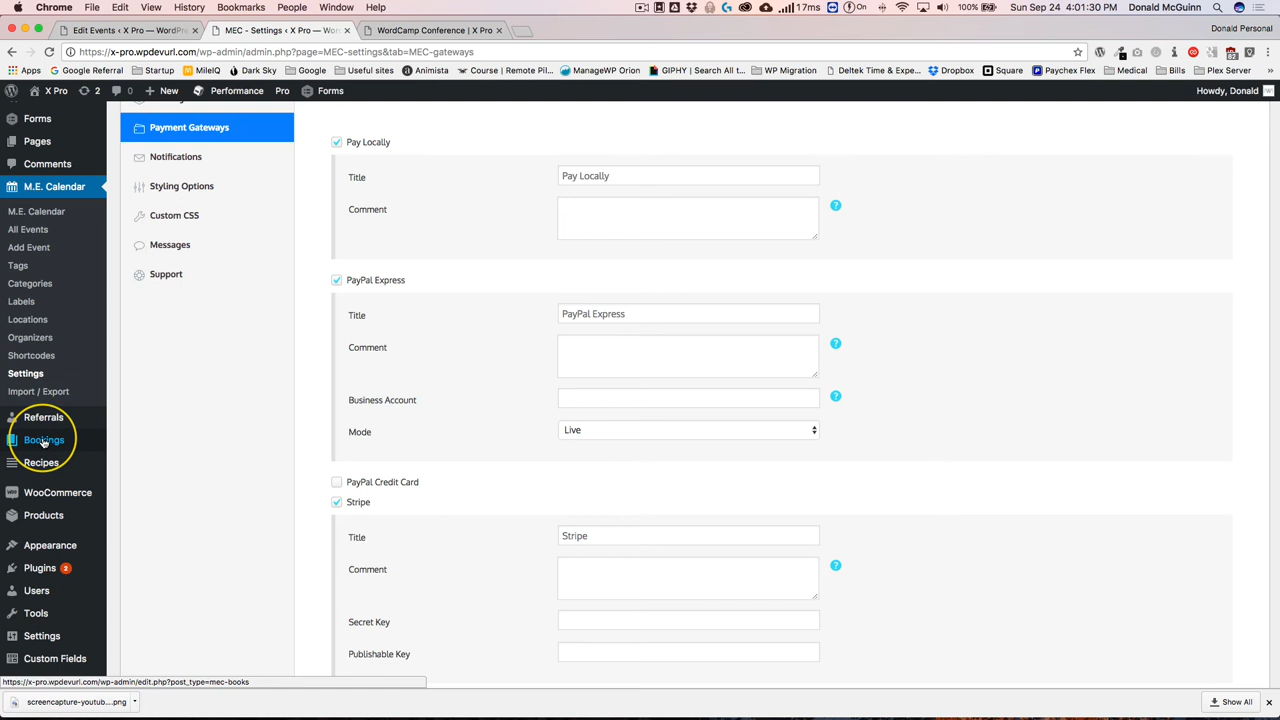 Chrome File Edit View History Bookmarks People Window Help 17ms On 100% Sun Sep 24 4:01:30 PM Donald McGuinn
Edit Events ‹ X Pro — WordPre × MEC - Settings ‹ X Pro — Wor × WordCamp Conference | X Pro × Donald Personal
https://x-pro.wpdevurl.com/wp-admin/admin.php?page=MEC-settings&tab=MEC-gateways
Apps Google Referral Startup MileIQ Dark Sky Google Useful sites Animista Course | Remote Pil... ManageWP Orion GIPHY | Search All t... WP Migration Deltek Time & Expe... Dropbox Square Paychex Flex Medical Bills Plex Server
X Pro 2 0 New Performance Pro Forms Howdy, Donald
Forms
Pages
Comments
M.E. Calendar
M.E. Calendar
All Events
Add Event
Tags
Categories
Labels
Locations
Organizers
Shortcodes
Settings
Import / Export
Referrals
Bookings
Recipes
WooCommerce
Products
Appearance
Plugins 2
Users
Tools
Settings
Custom Fields
Payment Gateways
Notifications
Styling Options
Custom CSS
Messages
Support
Pay Locally
Title Pay Locally
Comment ?
PayPal Express
Title PayPal Express
Comment ?
Business Account ?
Mode Live
PayPal Credit Card
Stripe
Title Stripe
Comment ?
Secret Key
Publishable Key
https://x-pro.wpdevurl.com/wp-admin/edit.php?post_type=mec-books
screencapture-youtub....png Show All